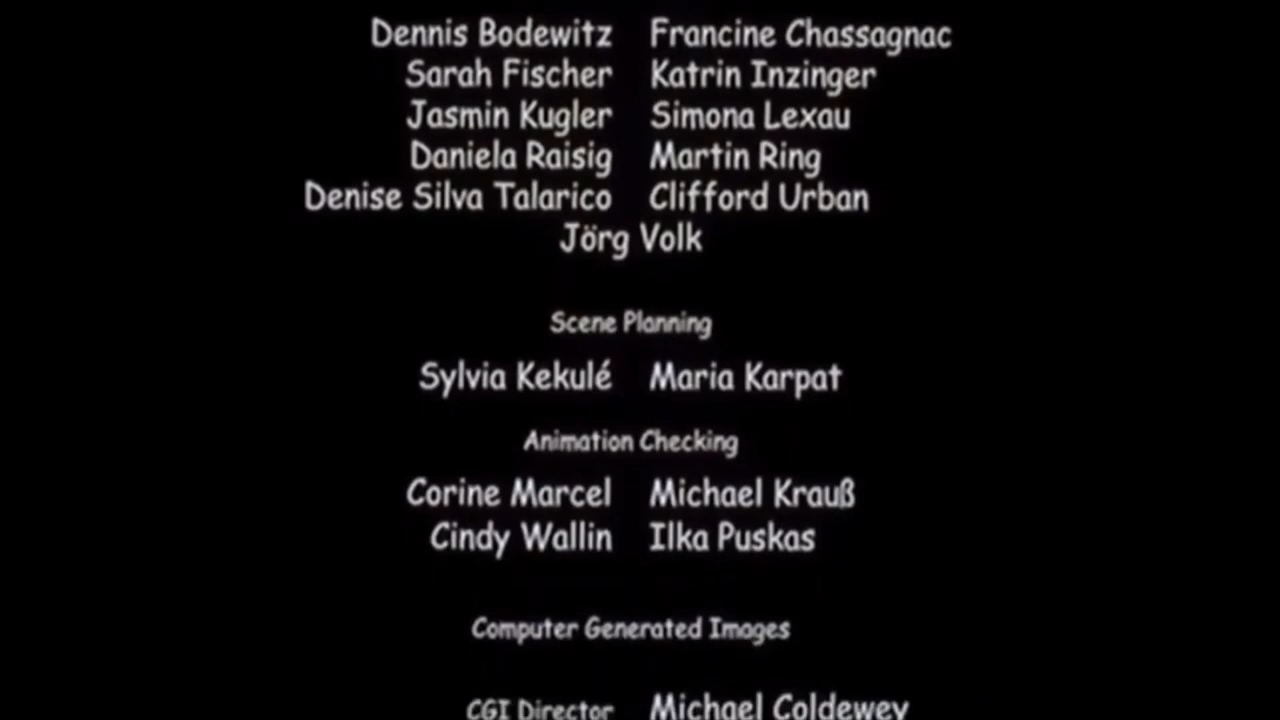 Dennis Bodewitz Francine Chassagnac
Sarah Fischer Katrin Inzinger
Jasmin Kugler Simona Lexau
Daniela Raisig Martin Ring
Denise Silva Talarico Clifford Urban
Jörg Volk
Scene Planning
Sylvia Kekulé Maria Karpat
Animation Checking
Corine Marcel Michael Krauß
Cindy Wallin Ilka Puskas
Computer Generated Images
CGI Director Michael Coldewey